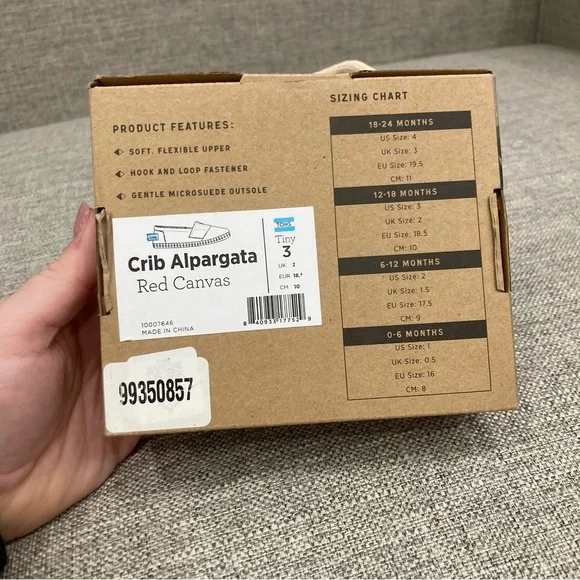 PRODUCT FEATURES:
SOFT, FLEXIBLE UPPER
HOOK AND LOOP FASTENER
GENTLE MICROSUEDE OUTSOLE
TOMS
Crib Alpargata
Red Canvas
10007646
MADE IN CHINA
Tiny
3
UK 2
EUR 18.⁵
CM 10
8 40933 17752 9
99350857
SIZING CHART
18-24 MONTHS
US Size: 4
UK Size: 3
EU Size: 19.5
CM: 11
12-18 MONTHS
US Size: 3
UK Size: 2
EU Size: 18.5
CM: 10
6-12 MONTHS
US Size: 2
UK Size: 1.5
EU Size: 17.5
CM: 9
0-6 MONTHS
US Size: 1
UK Size: 0.5
EU Size: 16
CM: 8